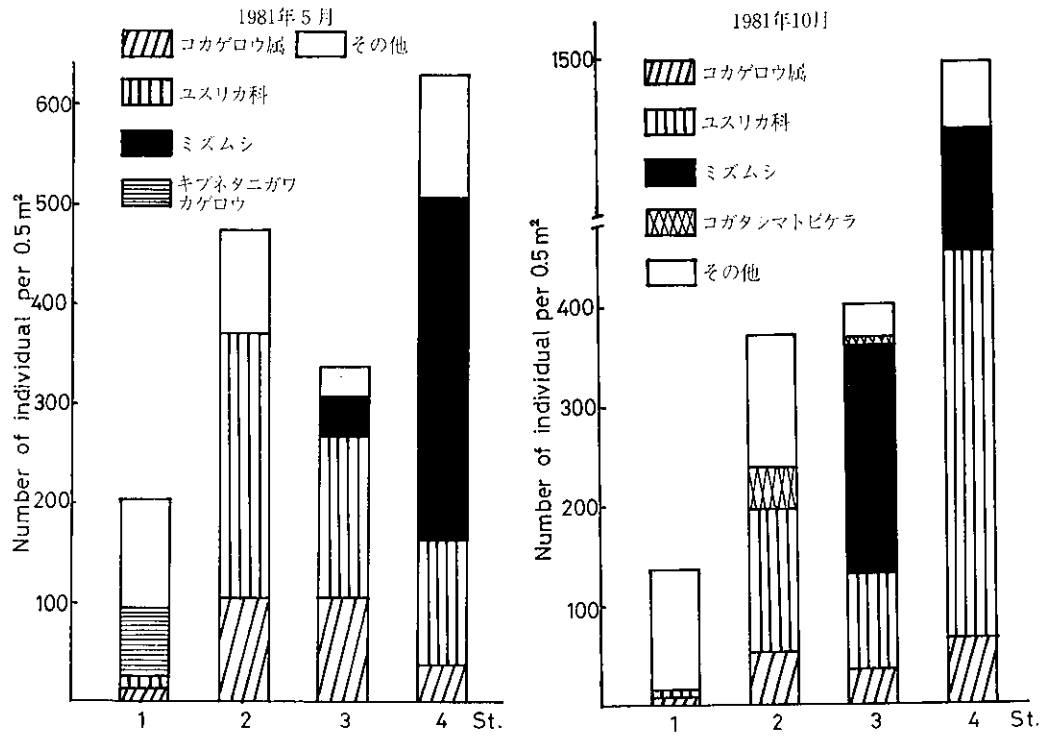 1981年5月
コカゲロウ属 その他
ユスリカ科
ミズムシ
キブネタニガワ
カゲロウ
Number of individual per 0.5m²
600
500
400
300
200
100
1 2 3 4 St.
1981年10月
コカゲロウ属
ユスリカ科
ミズムシ
コガタシマトビケラ
その他
Number of individual per 0.5m²
1500
400
300
200
100
1 2 3 4 St.